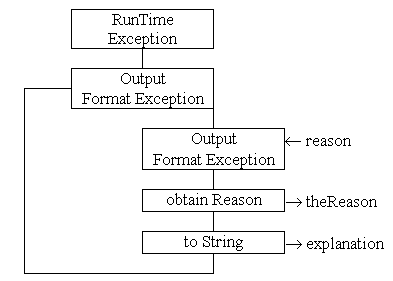 RunTime
Exception
Output
Format Exception
Output
Format Exception
reason
obtain Reason
theReason
to String
explanation